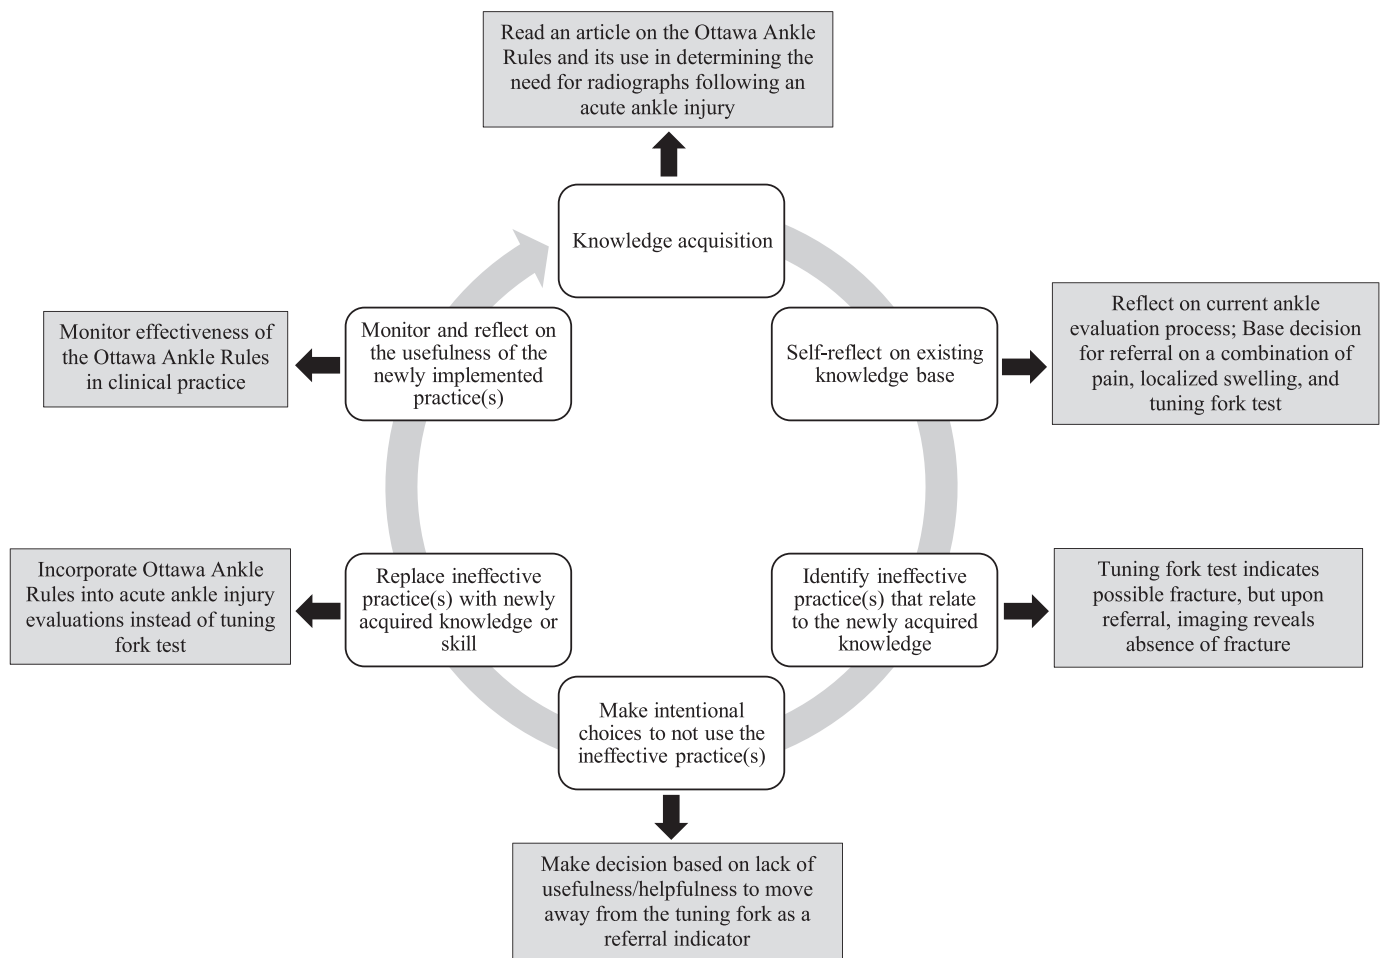 Read an article on the Ottawa Ankle
Rules and its use in determining the
need for radiographs following an
acute ankle injury
Knowledge acquisition
Self-reflect on existing
knowledge base
Reflect on current ankle
evaluation process; Base decision
for referral on a combination of
pain, localized swelling, and
tuning fork test
Identify ineffective
practice(s) that relate
to the newly acquired
knowledge
Tuning fork test indicates
possible fracture, but upon
referral, imaging reveals
absence of fracture
Make intentional
choices to not use the
ineffective practice(s)
Make decision based on lack of
usefulness/helpfulness to move
away from the tuning fork as a
referral indicator
Replace ineffective
practice(s) with newly
acquired knowledge or
skill
Incorporate Ottawa Ankle
Rules into acute ankle injury
evaluations instead of tuning
fork test
Monitor and reflect on
the usefulness of the
newly implemented
practice(s)
Monitor effectiveness of
the Ottawa Ankle Rules
in clinical practice